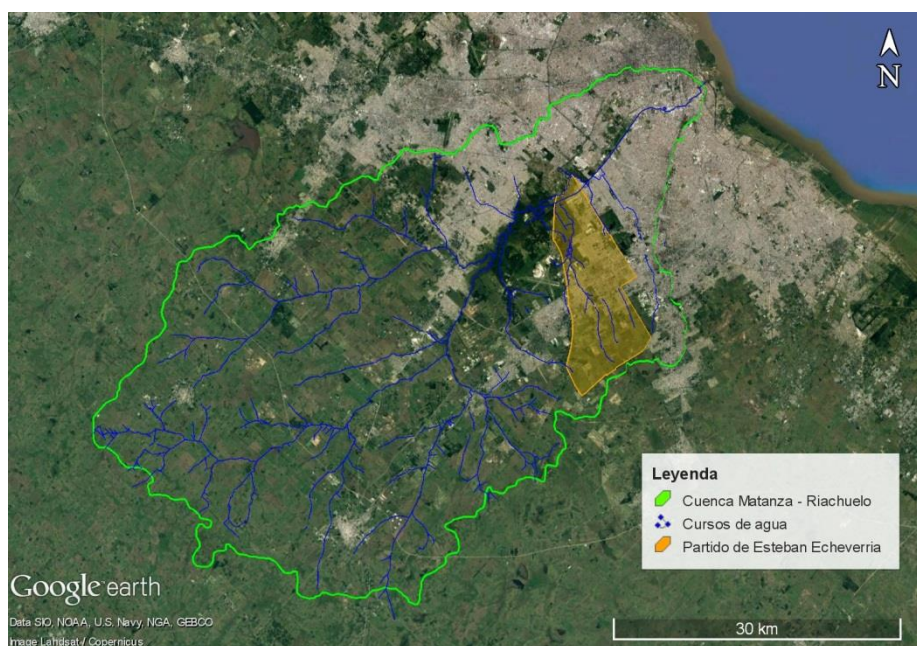 N
Leyenda
Cuenca Matanza - Riachuelo
Cursos de agua
Partido de Esteban Echeverria
Google earth
Data SIO, NOAA, U.S. Navy, NGA, GEBCO
Image Landsat / Copernicus
30 km